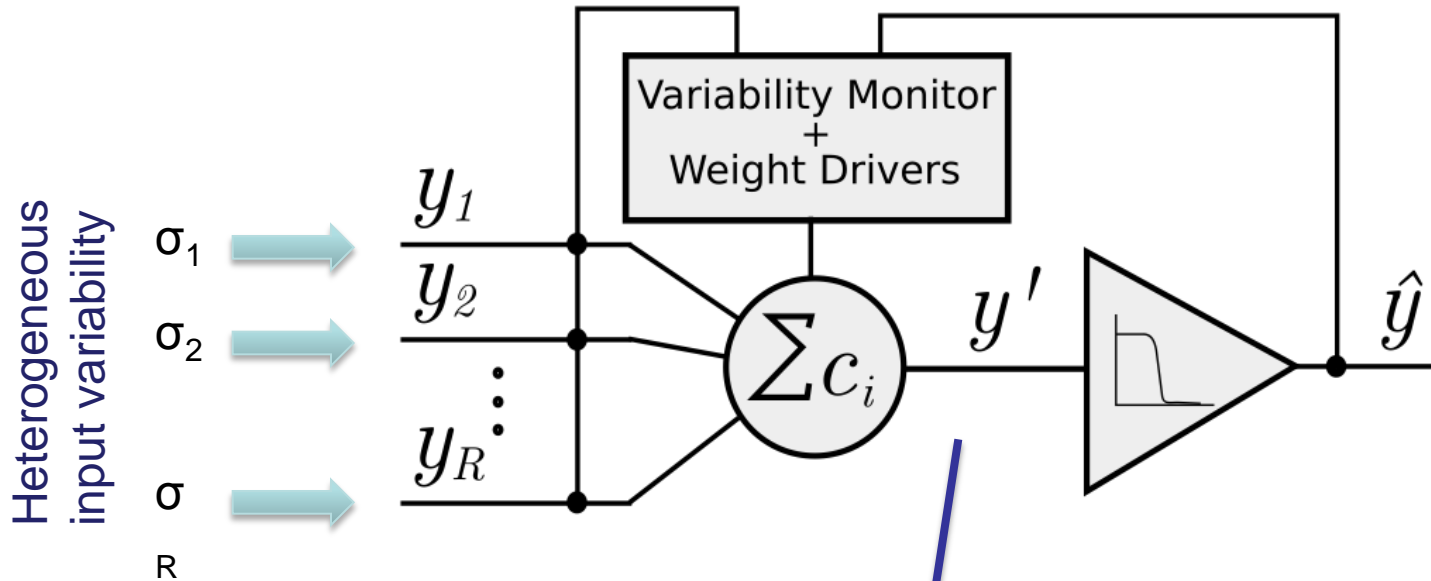 Heterogeneous
input variability
σ1
σ2
σ
R
y1
y2
yR
Variability Monitor
+
Weight Drivers
∑ci
y'
ŷ